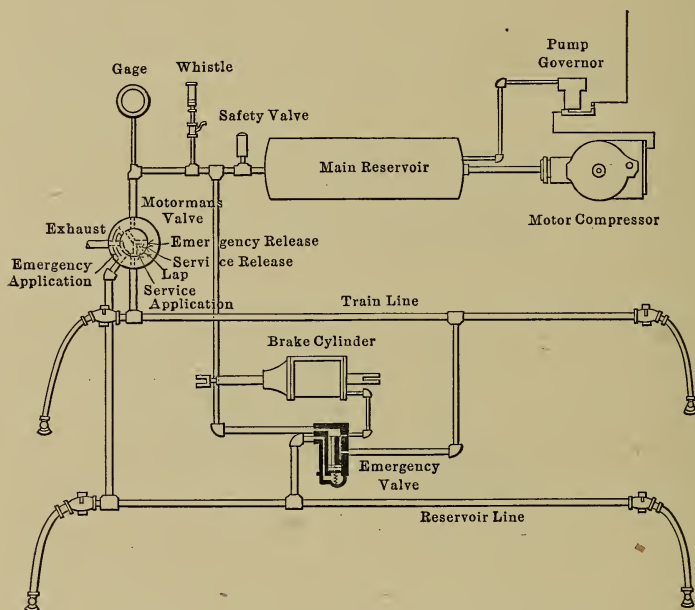 Pump
Governor
Gage
Whistle
Safety Valve
Main Reservoir
Motormans
Valve
Motor Compressor
Exhaust
Emergency Release
Service Release
Emergency
Application
Lap
Service
Application
Train Line
Brake Cylinder
Emergency
Valve
Reservoir Line